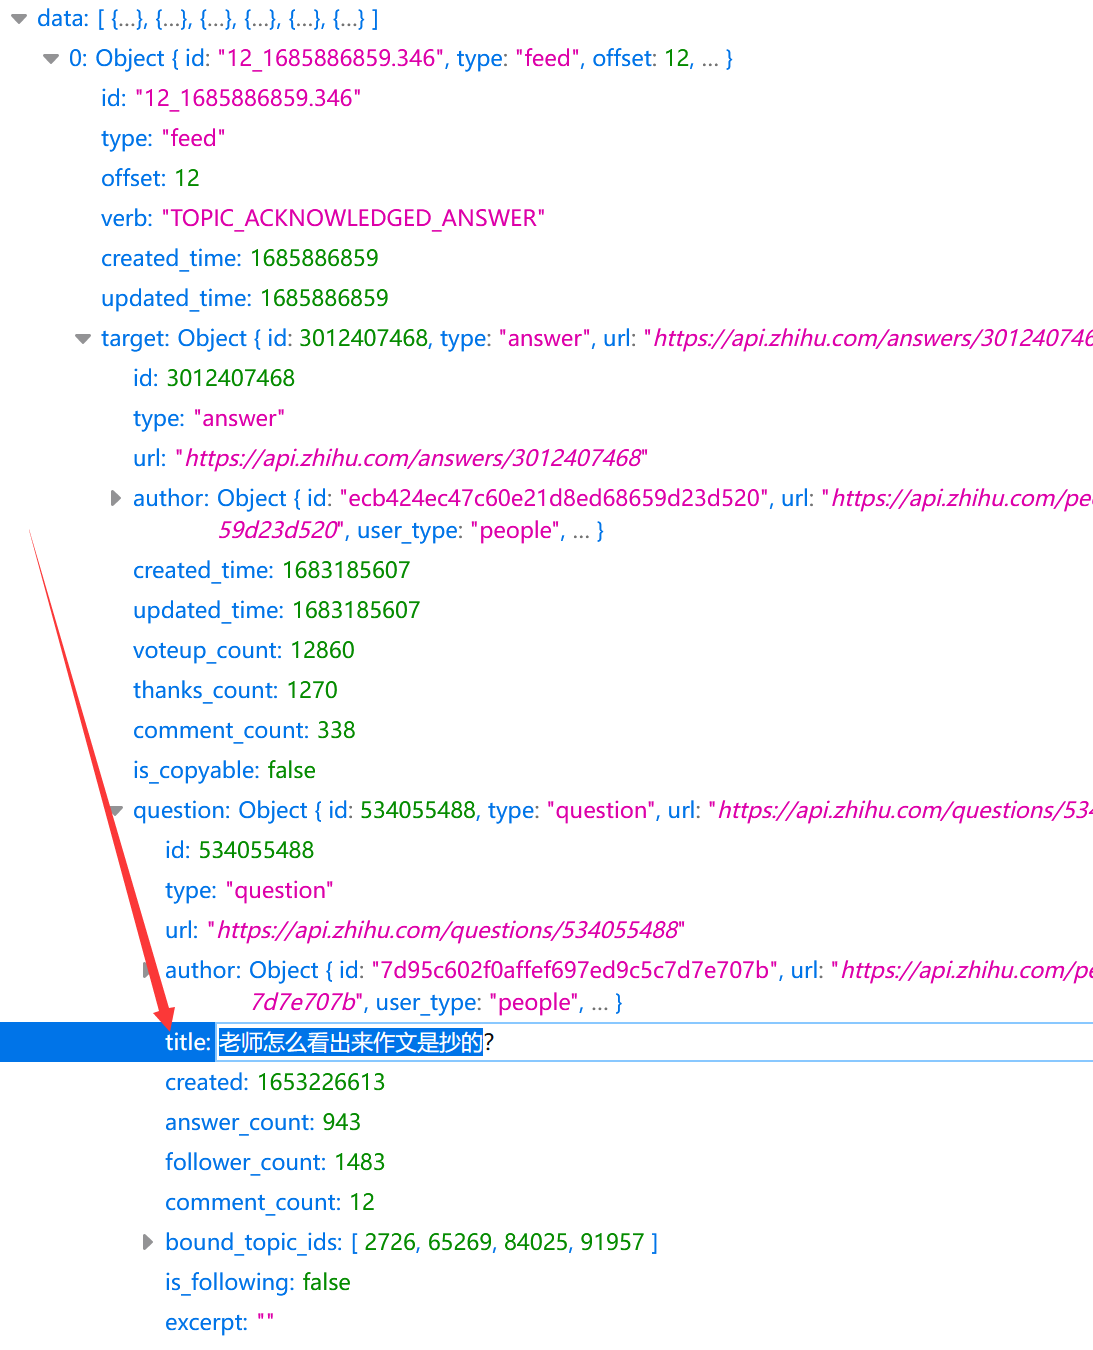 data: [ {…}, {…}, {…}, {…}, {…}, {…} ]
0: Object { id: "12_1685886859.346", type: "feed", offset: 12, … }
id: "12_1685886859.346"
type: "feed"
offset: 12
verb: "TOPIC_ACKNOWLEDGED_ANSWER"
created_time: 1685886859
updated_time: 1685886859
target: Object { id: 3012407468, type: "answer", url: "https://api.zhihu.com/answers/301240746
id: 3012407468
type: "answer"
url: "https://api.zhihu.com/answers/3012407468"
author: Object { id: "ecb424ec47c60e21d8ed68659d23d520", url: "https://api.zhihu.com/pe
59d23d520", user_type: "people", … }
created_time: 1683185607
updated_time: 1683185607
voteup_count: 12860
thanks_count: 1270
comment_count: 338
is_copyable: false
question: Object { id: 534055488, type: "question", url: "https://api.zhihu.com/questions/534
id: 534055488
type: "question"
url: "https://api.zhihu.com/questions/534055488"
author: Object { id: "7d95c602f0affef697ed9c5c7d7e707b", url: "https://api.zhihu.com/pe
7d7e707b", user_type: "people", … }
title: 老师怎么看出来作文是抄的?
created: 1653226613
answer_count: 943
follower_count: 1483
comment_count: 12
bound_topic_ids: [ 2726, 65269, 84025, 91957 ]
is_following: false
excerpt: ""